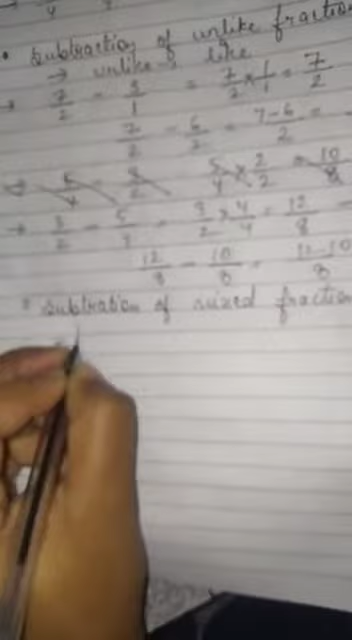 • Subtraction of unlike fraction
→ unlike → like
→ 7/2 - 3/1 = 7/2 × 1/1 = 7/2
7/2 - 6/2 = 7-6/2 =
5/4 × 2/2 = 10/8
→ 3/2 - 5/4 = 3/2 × 4/4 = 12/8
12/8 - 10/8 = 12-10/8
• Subtration of mixed fraction